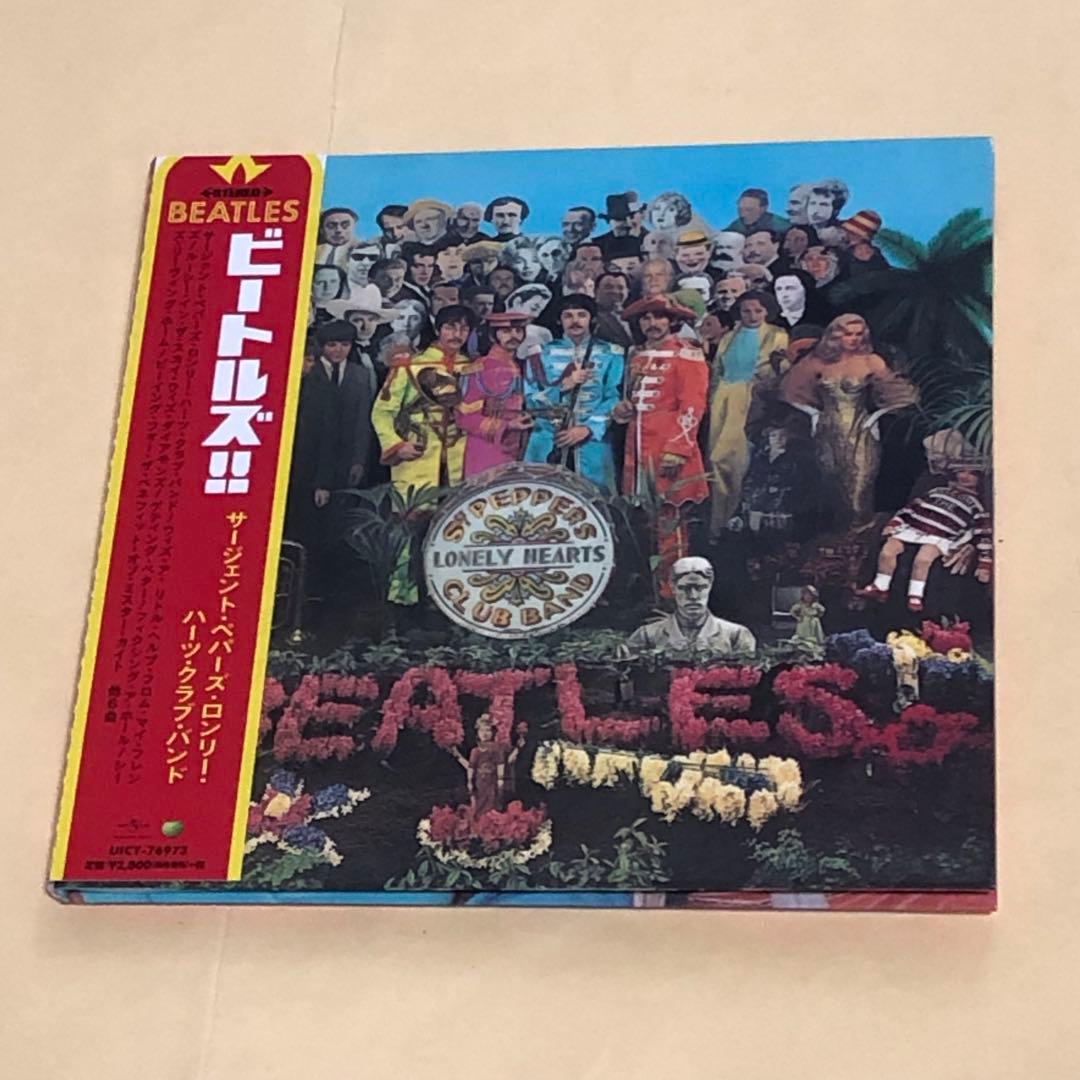 STEREO
BEATLES
ビートルズ!!
サージェント・ペパーズ・ロンリー・
ハーツ・クラブ・バンド
サージェント・ペパーズ・ロンリー・ハーツ・クラブ・バンド/ウィズ・ア・リトル・ヘルプ・フロム・マイ・フレン
ズ/ルーシー・イン・ザ・スカイ・ウィズ・ダイアモンズ/ゲティング・ベター/フィクシング・ア・ホール/シー
ズ・リーヴィング・ホーム/ビーイング・フォー・ザ・ベネフィット・オブ・ミスター・カイト 他6曲
UICY-76973
定価 ¥2,800
SGT PEPPERS
LONELY HEARTS
CLUB BAND
BEATLES